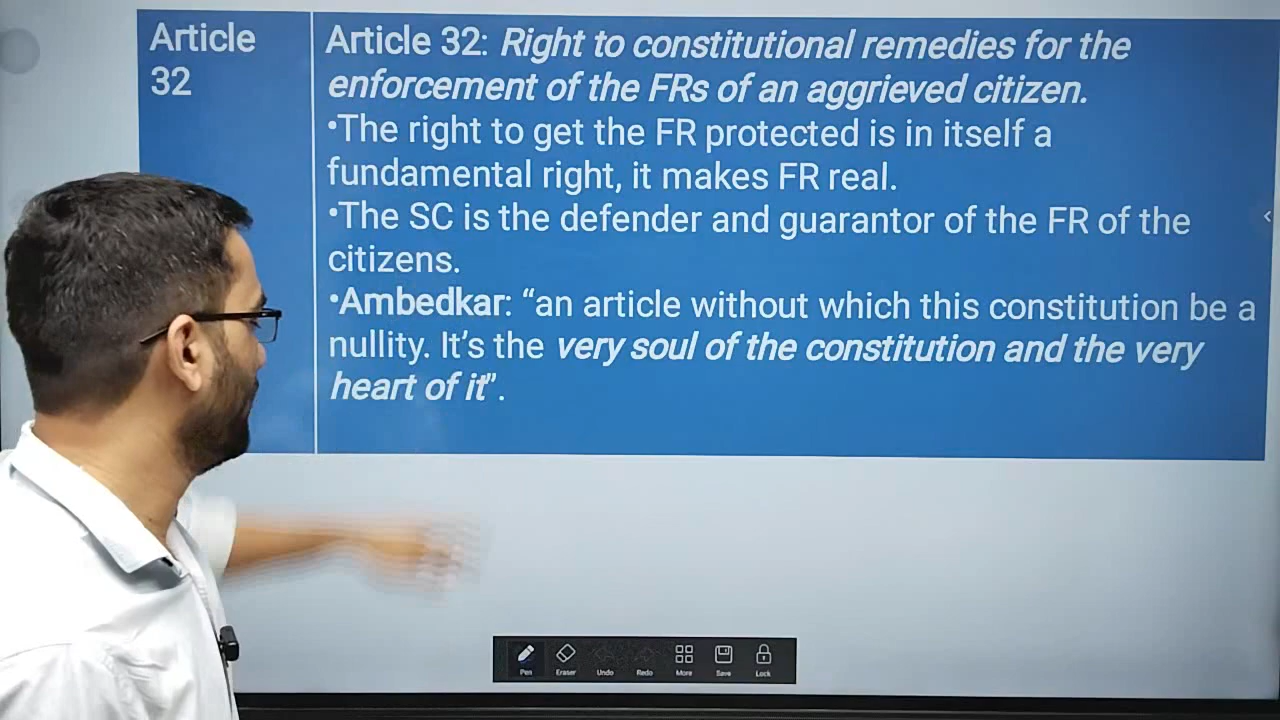 Article
32
Article 32: Right to constitutional remedies for the
enforcement of the FRs of an aggrieved citizen.
•The right to get the FR protected is in itself a
fundamental right, it makes FR real.
•The SC is the defender and guarantor of the FR of the
citizens.
•Ambedkar: “an article without which this constitution be a
nullity. It’s the very soul of the constitution and the very
heart of it”.
Pen Eraser Undo Redo More Save Lock